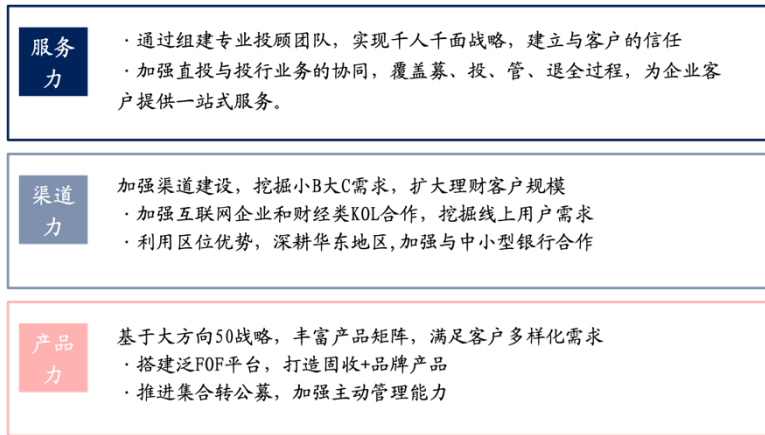 服务
力
·通过组建专业投顾团队，实现千人千面战略，建立与客户的信任
·加强直投与投行业务的协同，覆盖募、投、管、退全过程，为企业客
户提供一站式服务。
渠道
力
加强渠道建设，挖掘小B大C需求，扩大理财客户规模
·加强互联网企业和财经类KOL合作，挖掘线上用户需求
·利用区位优势，深耕华东地区,加强与中小型银行合作
产品
力
基于大方向50战略，丰富产品矩阵，满足客户多样化需求
·搭建泛FOF平台，打造固收+品牌产品
·推进集合转公募，加强主动管理能力